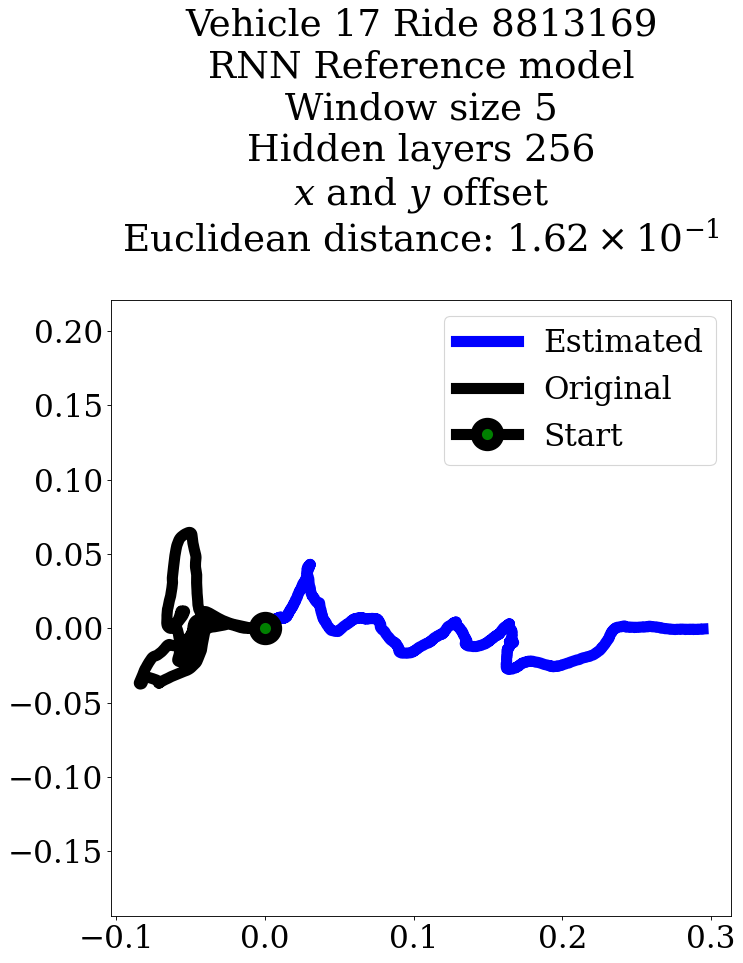 Vehicle 17 Ride 8813169
RNN Reference model
Window size 5
Hidden layers 256
x and y offset
Euclidean distance: 1.62 × 10⁻¹
Estimated
Original
Start
0.20
0.15
0.10
0.05
0.00
−0.05
−0.10
−0.15
−0.1 0.0 0.1 0.2 0.3